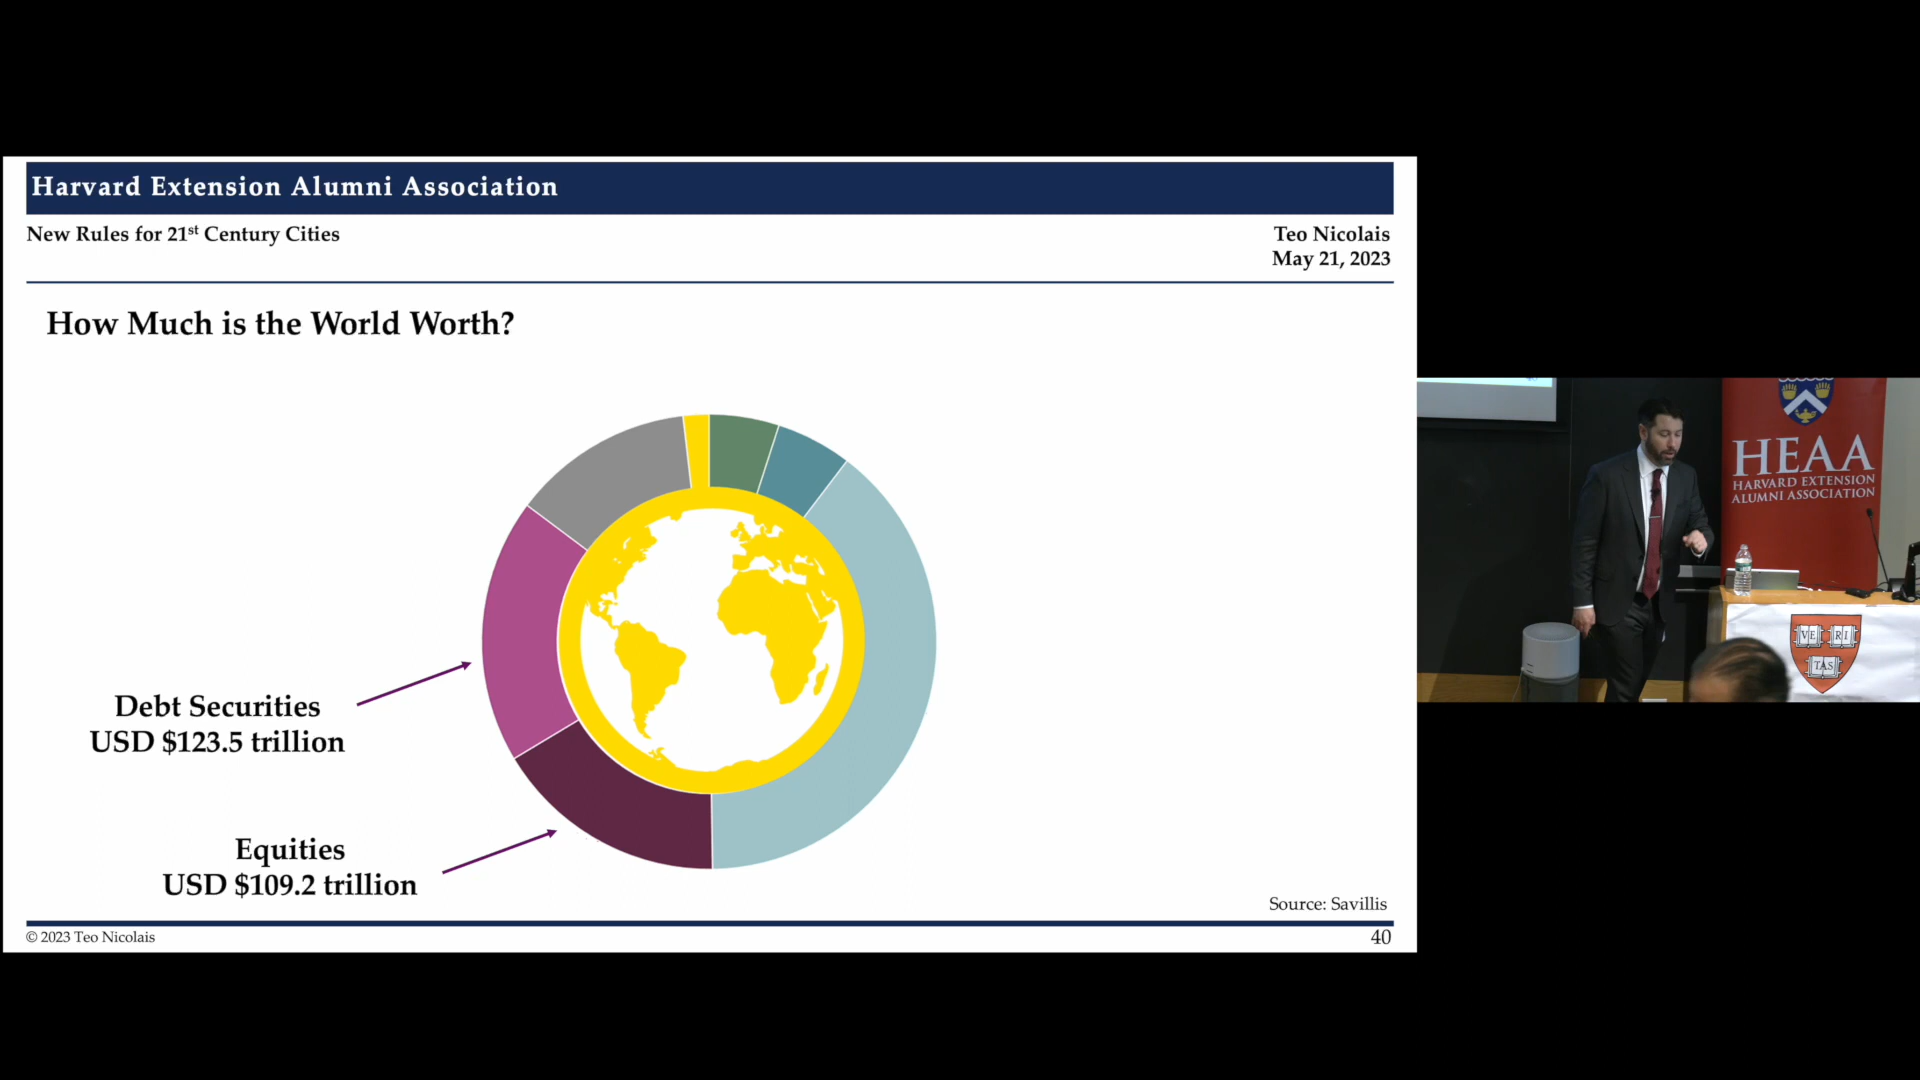 Harvard Extension Alumni Association
New Rules for 21st Century Cities
Teo Nicolais
May 21, 2023
How Much is the World Worth?
Debt Securities
USD $123.5 trillion
Equities
USD $109.2 trillion
Source: Savillis
© 2023 Teo Nicolais
40
HEAA
HARVARD EXTENSION
ALUMNI ASSOCIATION
VE RI
TAS